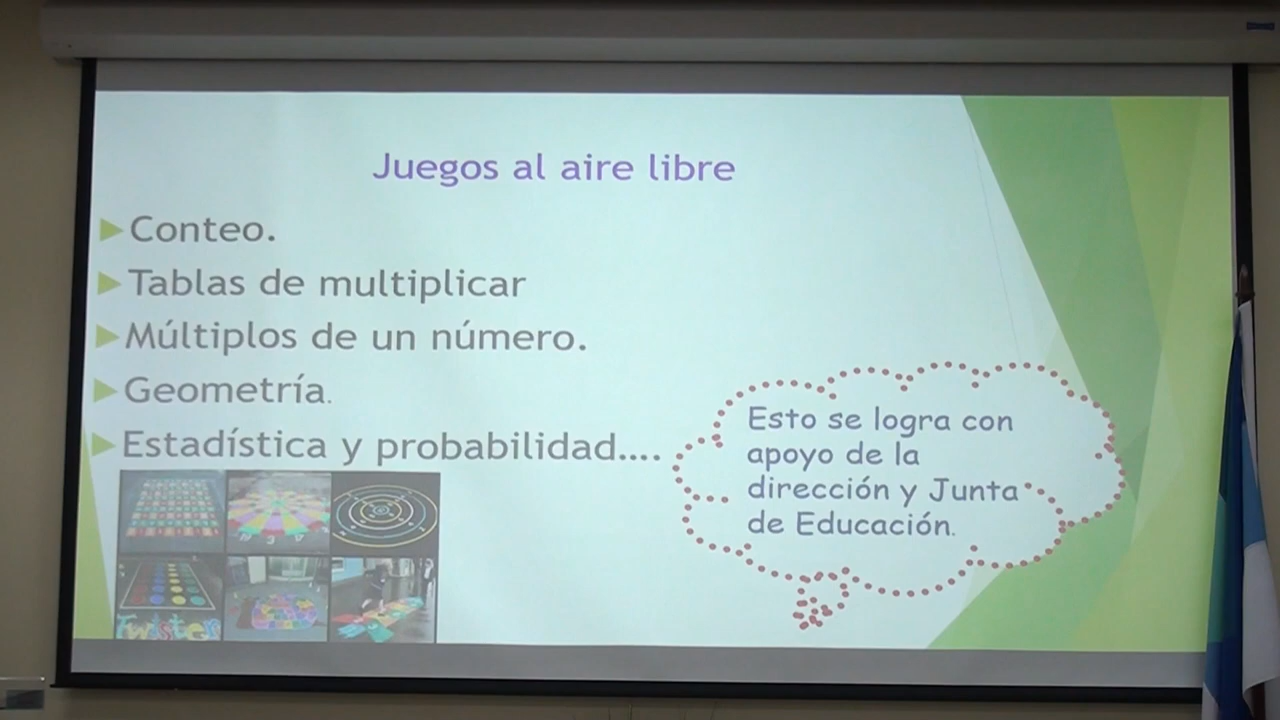 Juegos al aire libre
Conteo.
Tablas de multiplicar
Múltiplos de un número.
Geometría.
Estadística y probabilidad....
Esto se logra con
apoyo de la
dirección y Junta
de Educación.
Twister